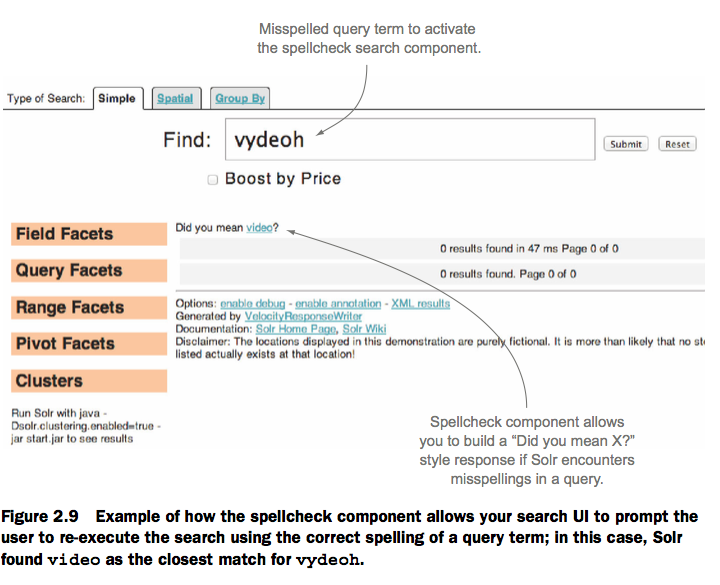 Misspelled query term to activate
the spellcheck search component.
Type of Search: Simple Spatial Group By
Find: vydeoh Submit Reset
Boost by Price
Field Facets
Query Facets
Range Facets
Pivot Facets
Clusters
Run Solr with java -
Dsolr.clustering.enabled=true -
jar start.jar to see results
Did you mean video?
0 results found in 47 ms Page 0 of 0
0 results found. Page 0 of 0
Options: enable debug - enable annotation - XML results
Generated by VelocityResponseWriter
Documentation: Solr Home Page, Solr Wiki
Disclaimer: The locations displayed in this demonstration are purely fictional. It is more than likely that no
listed actually exists at that location!
Spellcheck component allows
you to build a “Did you mean X?”
style response if Solr encounters
misspellings in a query.
Figure 2.9 Example of how the spellcheck component allows your search UI to prompt the
user to re-execute the search using the correct spelling of a query term; in this case, Solr
found video as the closest match for vydeoh.